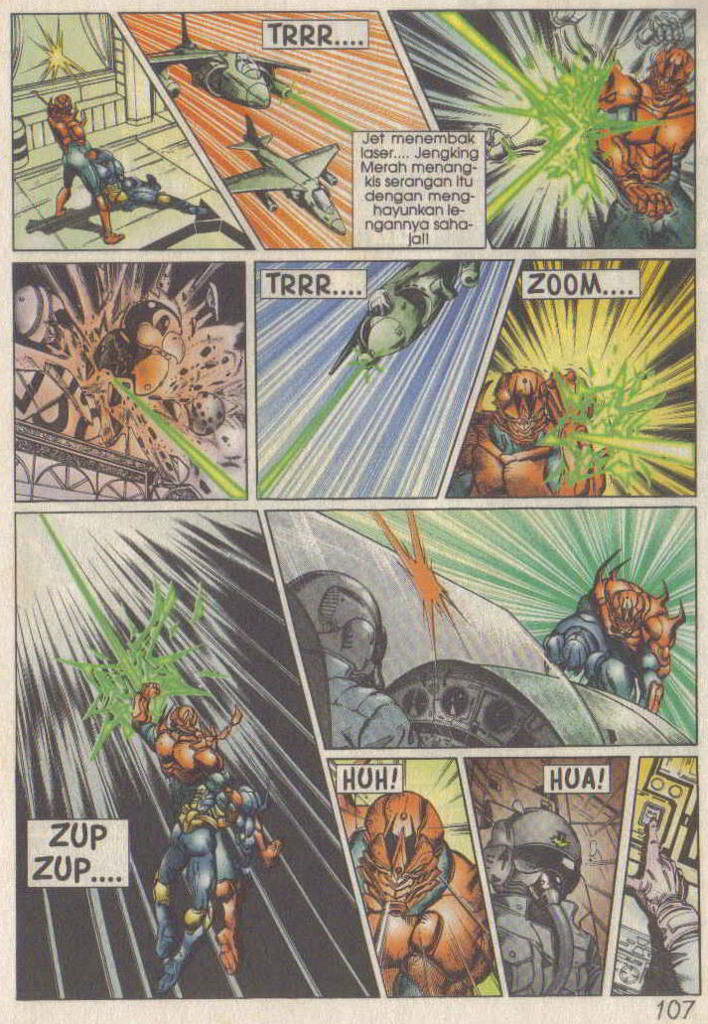 TRRR....
Jet menembak
laser.... Jengking
Merah menang-
kis serangan itu
dengan meng-
hayunkan le-
ngannya saha-
ja!!
TRRR....
ZOOM....
ZUP
ZUP....
HUH!
HUA!
107